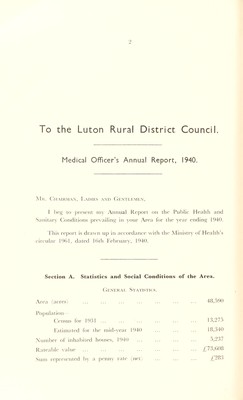 2
To the Luton Rural District Council.
Medical Officer's Annual Report, 1940.
Mr. Chairman, Ladies and Gentlemen,
I beg to present my Annual Report on the Public Health and
Sanitary Conditions prevailing in your Area for the year ending 1940.
This report is drawn up in accordance with the Ministry of Health's
circular 1961, dated 16th February, 1940.
Section A. Statistics and Social Conditions of the Area.
General Statistics.
Area (acres) ... ... ... ... ... ... ... 48,506
Population—
Census for 1931 ... ... ... ... ... 13,275
Estimated for the mid-year 1940 ... ... ... 18,340
Number of inhabited houses, 1940 ... ... ... ... 5,237
Rateable value ... ... ... ... ... ... £73,608
Sum represented by a penny rate (net) ... ... ... £283